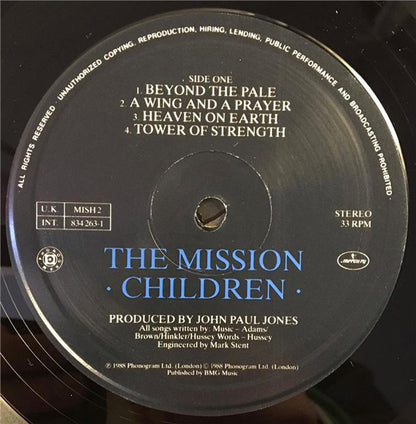 ALL RIGHTS RESERVED · UNAUTHORIZED COPYING, REPRODUCTION, HIRING, LENDING, PUBLIC PERFORMANCE AND BROADCASTING PROHIBITED ·
SIDE ONE
1. BEYOND THE PALE
2. A WING AND A PRAYER
3. HEAVEN ON EARTH
4. TOWER OF STRENGTH
U.K. MISH 2
INT. 834 263-1
STEREO
33 RPM
mercury
THE MISSION
· CHILDREN ·
PRODUCED BY JOHN PAUL JONES
All songs written by: Music – Adams/
Brown/Hinkler/Hussey Words – Hussey
Engineered by Mark Stent
℗ 1988 Phonogram Ltd. (London) © 1988 Phonogram Ltd. (London)
Published by BMG Music